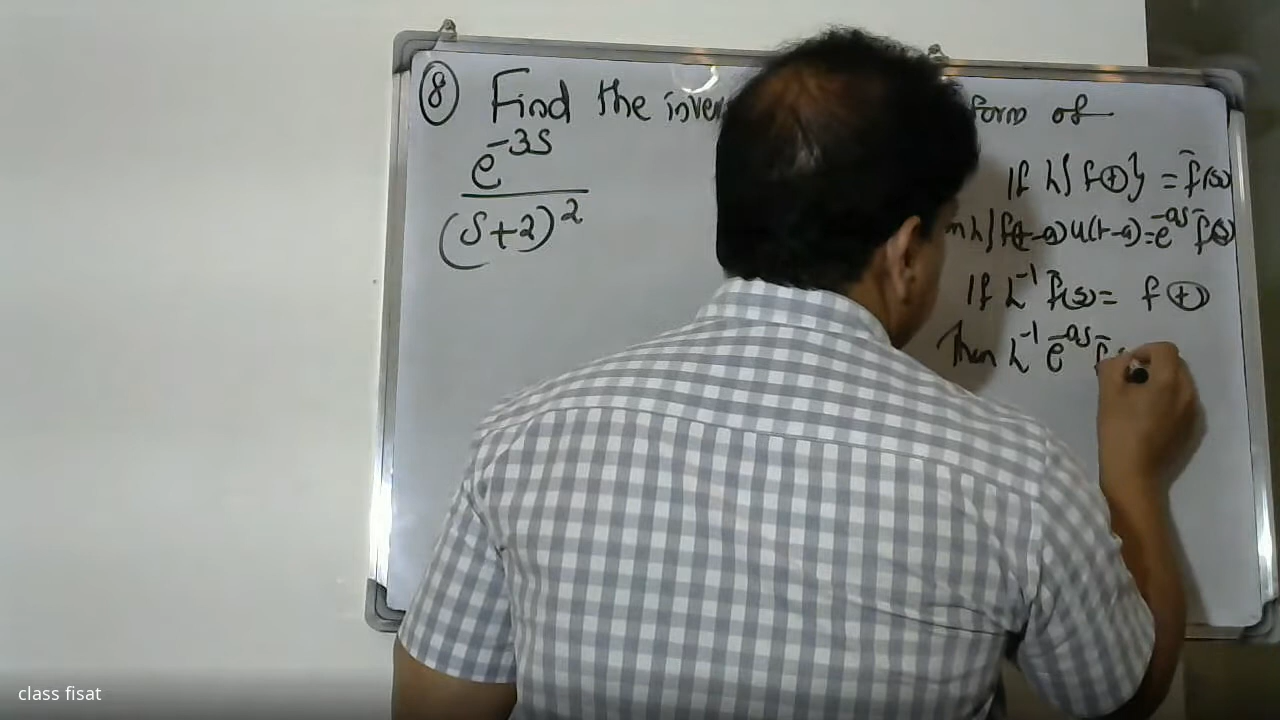 ⑧ Find the inver form of
e^-3s
(s+2)^2
If L{f(t)} = f̄(s)
L{f(t-a)u(t-a)}=e^-as f̄(s)
If L^-1 f̄(s) = f(t)
Then L^-1 e^-as f̄
class fisat